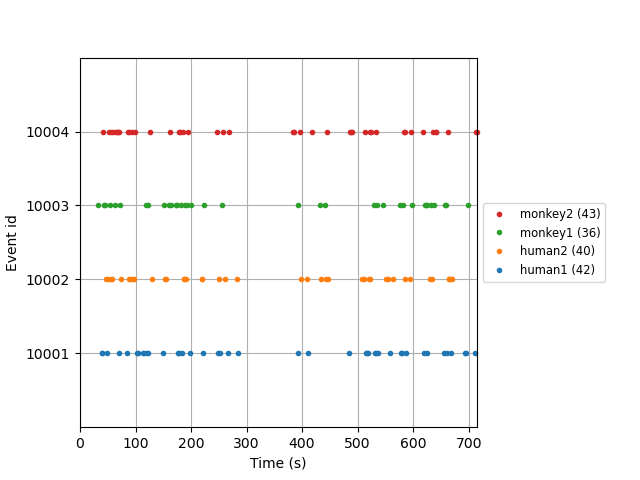 10004
10003
10002
10001
Event id
0 100 200 300 400 500 600 700
Time (s)
monkey2 (43)
monkey1 (36)
human2 (40)
human1 (42)